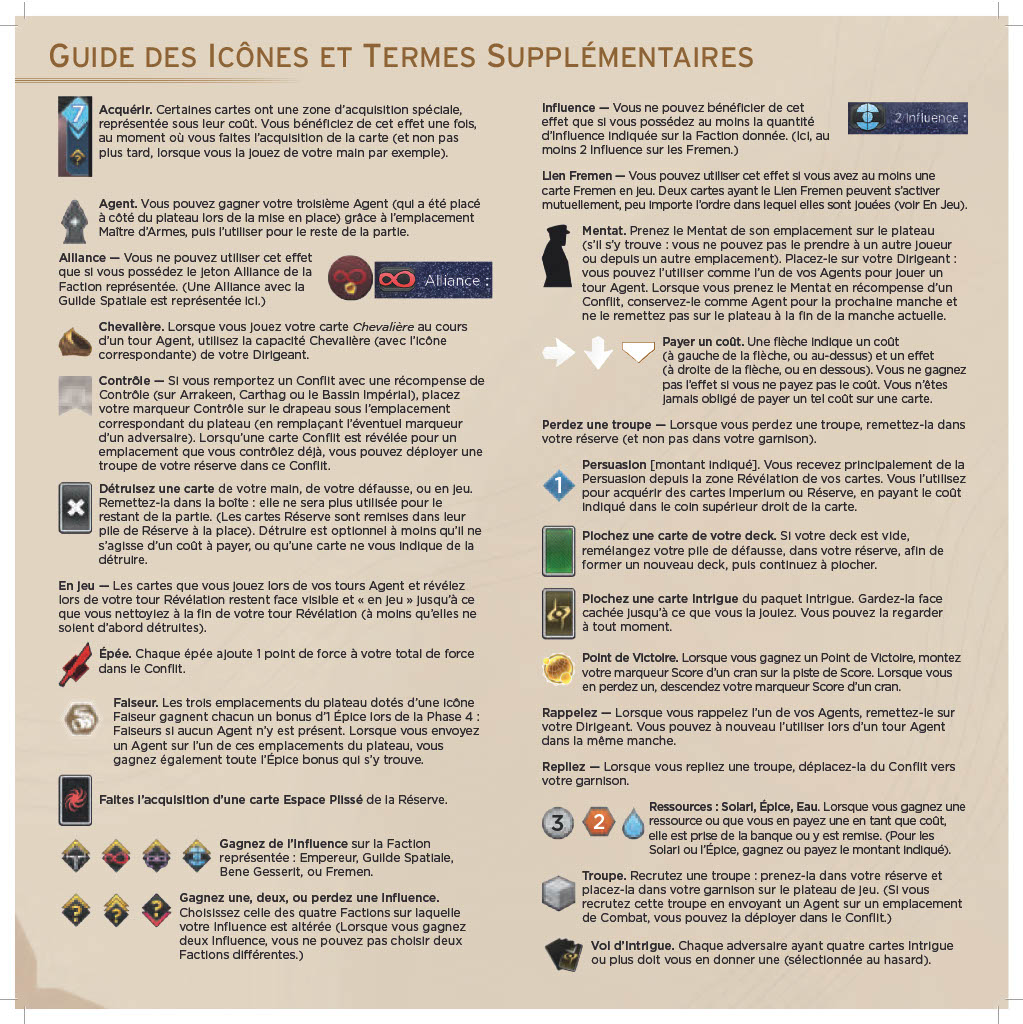 GUIDE DES ICÔNES ET TERMES SUPPLÉMENTAIRES
7
Acquérir. Certaines cartes ont une zone d'acquisition spéciale,
représentée sous leur coût. Vous bénéficiez de cet effet une fois,
au moment où vous faites l'acquisition de la carte (et non pas
plus tard, lorsque vous la jouez de votre main par exemple).
Agent. Vous pouvez gagner votre troisième Agent (qui a été placé
à côté du plateau lors de la mise en place) grâce à l'emplacement
Maître d'Armes, puis l'utiliser pour le reste de la partie.
Alliance — Vous ne pouvez utiliser cet effet
que si vous possédez le jeton Alliance de la
Faction représentée. (Une Alliance avec la
Guilde Spatiale est représentée ici.)
Alliance :
Chevalière. Lorsque vous jouez votre carte Chevalière au cours
d'un tour Agent, utilisez la capacité Chevalière (avec l'icône
correspondante) de votre Dirigeant.
Contrôle — Si vous remportez un Conflit avec une récompense de
Contrôle (sur Arrakeen, Carthag ou le Bassin Impérial), placez
votre marqueur Contrôle sur le drapeau sous l'emplacement
correspondant du plateau (en remplaçant l'éventuel marqueur
d'un adversaire). Lorsqu'une carte Conflit est révélée pour un
emplacement que vous contrôlez déjà, vous pouvez déployer une
troupe de votre réserve dans ce Conflit.
Détruisez une carte de votre main, de votre défausse, ou en jeu.
Remettez-la dans la boîte : elle ne sera plus utilisée pour le
restant de la partie. (Les cartes Réserve sont remises dans leur
pile de Réserve à la place). Détruire est optionnel à moins qu'il ne
s'agisse d'un coût à payer, ou qu'une carte ne vous indique de la
détruire.
En jeu — Les cartes que vous jouez lors de vos tours Agent et révélez
lors de votre tour Révélation restent face visible et « en jeu » jusqu'à ce
que vous nettoyiez à la fin de votre tour Révélation (à moins qu'elles ne
soient d'abord détruites).
Épée. Chaque épée ajoute 1 point de force à votre total de force
dans le Conflit.
Faiseur. Les trois emplacements du plateau dotés d'une icône
Faiseur gagnent chacun un bonus d'1 Épice lors de la Phase 4 :
Faiseurs si aucun Agent n'y est présent. Lorsque vous envoyez
un Agent sur l'un de ces emplacements du plateau, vous
gagnez également toute l'Épice bonus qui s'y trouve.
Faites l'acquisition d'une carte Espace Plissé de la Réserve.
Gagnez de l'Influence sur la Faction
représentée : Empereur, Guilde Spatiale,
Bene Gesserit, ou Fremen.
?
?
?
Gagnez une, deux, ou perdez une Influence.
Choisissez celle des quatre Factions sur laquelle
votre Influence est altérée (Lorsque vous gagnez
deux Influence, vous ne pouvez pas choisir deux
Factions différentes.)
Influence — Vous ne pouvez bénéficier de cet
effet que si vous possédez au moins la quantité
d'Influence indiquée sur la Faction donnée. (Ici, au
moins 2 Influence sur les Fremen.)
2 Influence :
Lien Fremen — Vous pouvez utiliser cet effet si vous avez au moins une
carte Fremen en jeu. Deux cartes ayant le Lien Fremen peuvent s'activer
mutuellement, peu importe l'ordre dans lequel elles sont jouées (voir En Jeu).
Mentat. Prenez le Mentat de son emplacement sur le plateau
(s'il s'y trouve : vous ne pouvez pas le prendre à un autre joueur
ou depuis un autre emplacement). Placez-le sur votre Dirigeant :
vous pouvez l'utiliser comme l'un de vos Agents pour jouer un
tour Agent. Lorsque vous prenez le Mentat en récompense d'un
Conflit, conservez-le comme Agent pour la prochaine manche et
ne le remettez pas sur le plateau à la fin de la manche actuelle.
Payer un coût. Une flèche indique un coût
(à gauche de la flèche, ou au-dessus) et un effet
(à droite de la flèche, ou en dessous). Vous ne gagnez
pas l'effet si vous ne payez pas le coût. Vous n'êtes
jamais obligé de payer un tel coût sur une carte.
Perdez une troupe — Lorsque vous perdez une troupe, remettez-la dans
votre réserve (et non pas dans votre garnison).
1
Persuasion [montant indiqué]. Vous recevez principalement de la
Persuasion depuis la zone Révélation de vos cartes. Vous l'utilisez
pour acquérir des cartes Imperium ou Réserve, en payant le coût
indiqué dans le coin supérieur droit de la carte.
Piochez une carte de votre deck. Si votre deck est vide,
remélangez votre pile de défausse, dans votre réserve, afin de
former un nouveau deck, puis continuez à piocher.
Piochez une carte Intrigue du paquet Intrigue. Gardez-la face
cachée jusqu'à ce que vous la jouiez. Vous pouvez la regarder
à tout moment.
Point de Victoire. Lorsque vous gagnez un Point de Victoire, montez
votre marqueur Score d'un cran sur la piste de Score. Lorsque vous
en perdez un, descendez votre marqueur Score d'un cran.
Rappelez — Lorsque vous rappelez l'un de vos Agents, remettez-le sur
votre Dirigeant. Vous pouvez à nouveau l'utiliser lors d'un tour Agent
dans la même manche.
Repliez — Lorsque vous repliez une troupe, déplacez-la du Conflit vers
votre garnison.
3
2
Ressources : Solari, Épice, Eau. Lorsque vous gagnez une
ressource ou que vous en payez une en tant que coût,
elle est prise de la banque ou y est remise. (Pour les
Solari ou l'Épice, gagnez ou payez le montant indiqué).
Troupe. Recrutez une troupe : prenez-la dans votre réserve et
placez-la dans votre garnison sur le plateau de jeu. (Si vous
recrutez cette troupe en envoyant un Agent sur un emplacement
de Combat, vous pouvez la déployer dans le Conflit.)
Vol d'Intrigue. Chaque adversaire ayant quatre cartes Intrigue
ou plus doit vous en donner une (sélectionnée au hasard).